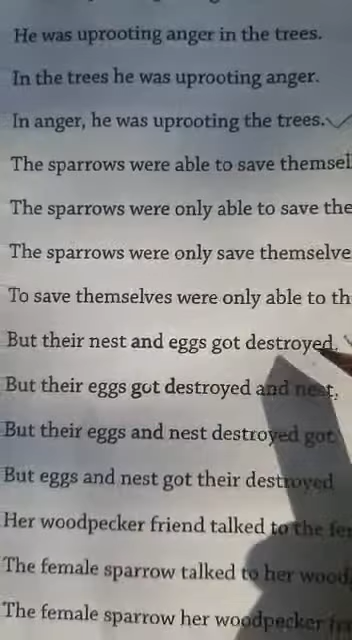 He was uprooting anger in the trees.
In the trees he was uprooting anger.
In anger, he was uprooting the trees.
The sparrows were able to save themsel
The sparrows were only able to save the
The sparrows were only save themselve
To save themselves were only able to th
But their nest and eggs got destroyed.
But their eggs got destroyed and nest.
But their eggs and nest destroyed got
But eggs and nest got their destroyed
Her woodpecker friend talked to the fe
The female sparrow talked to her wood
The female sparrow her woodpecker